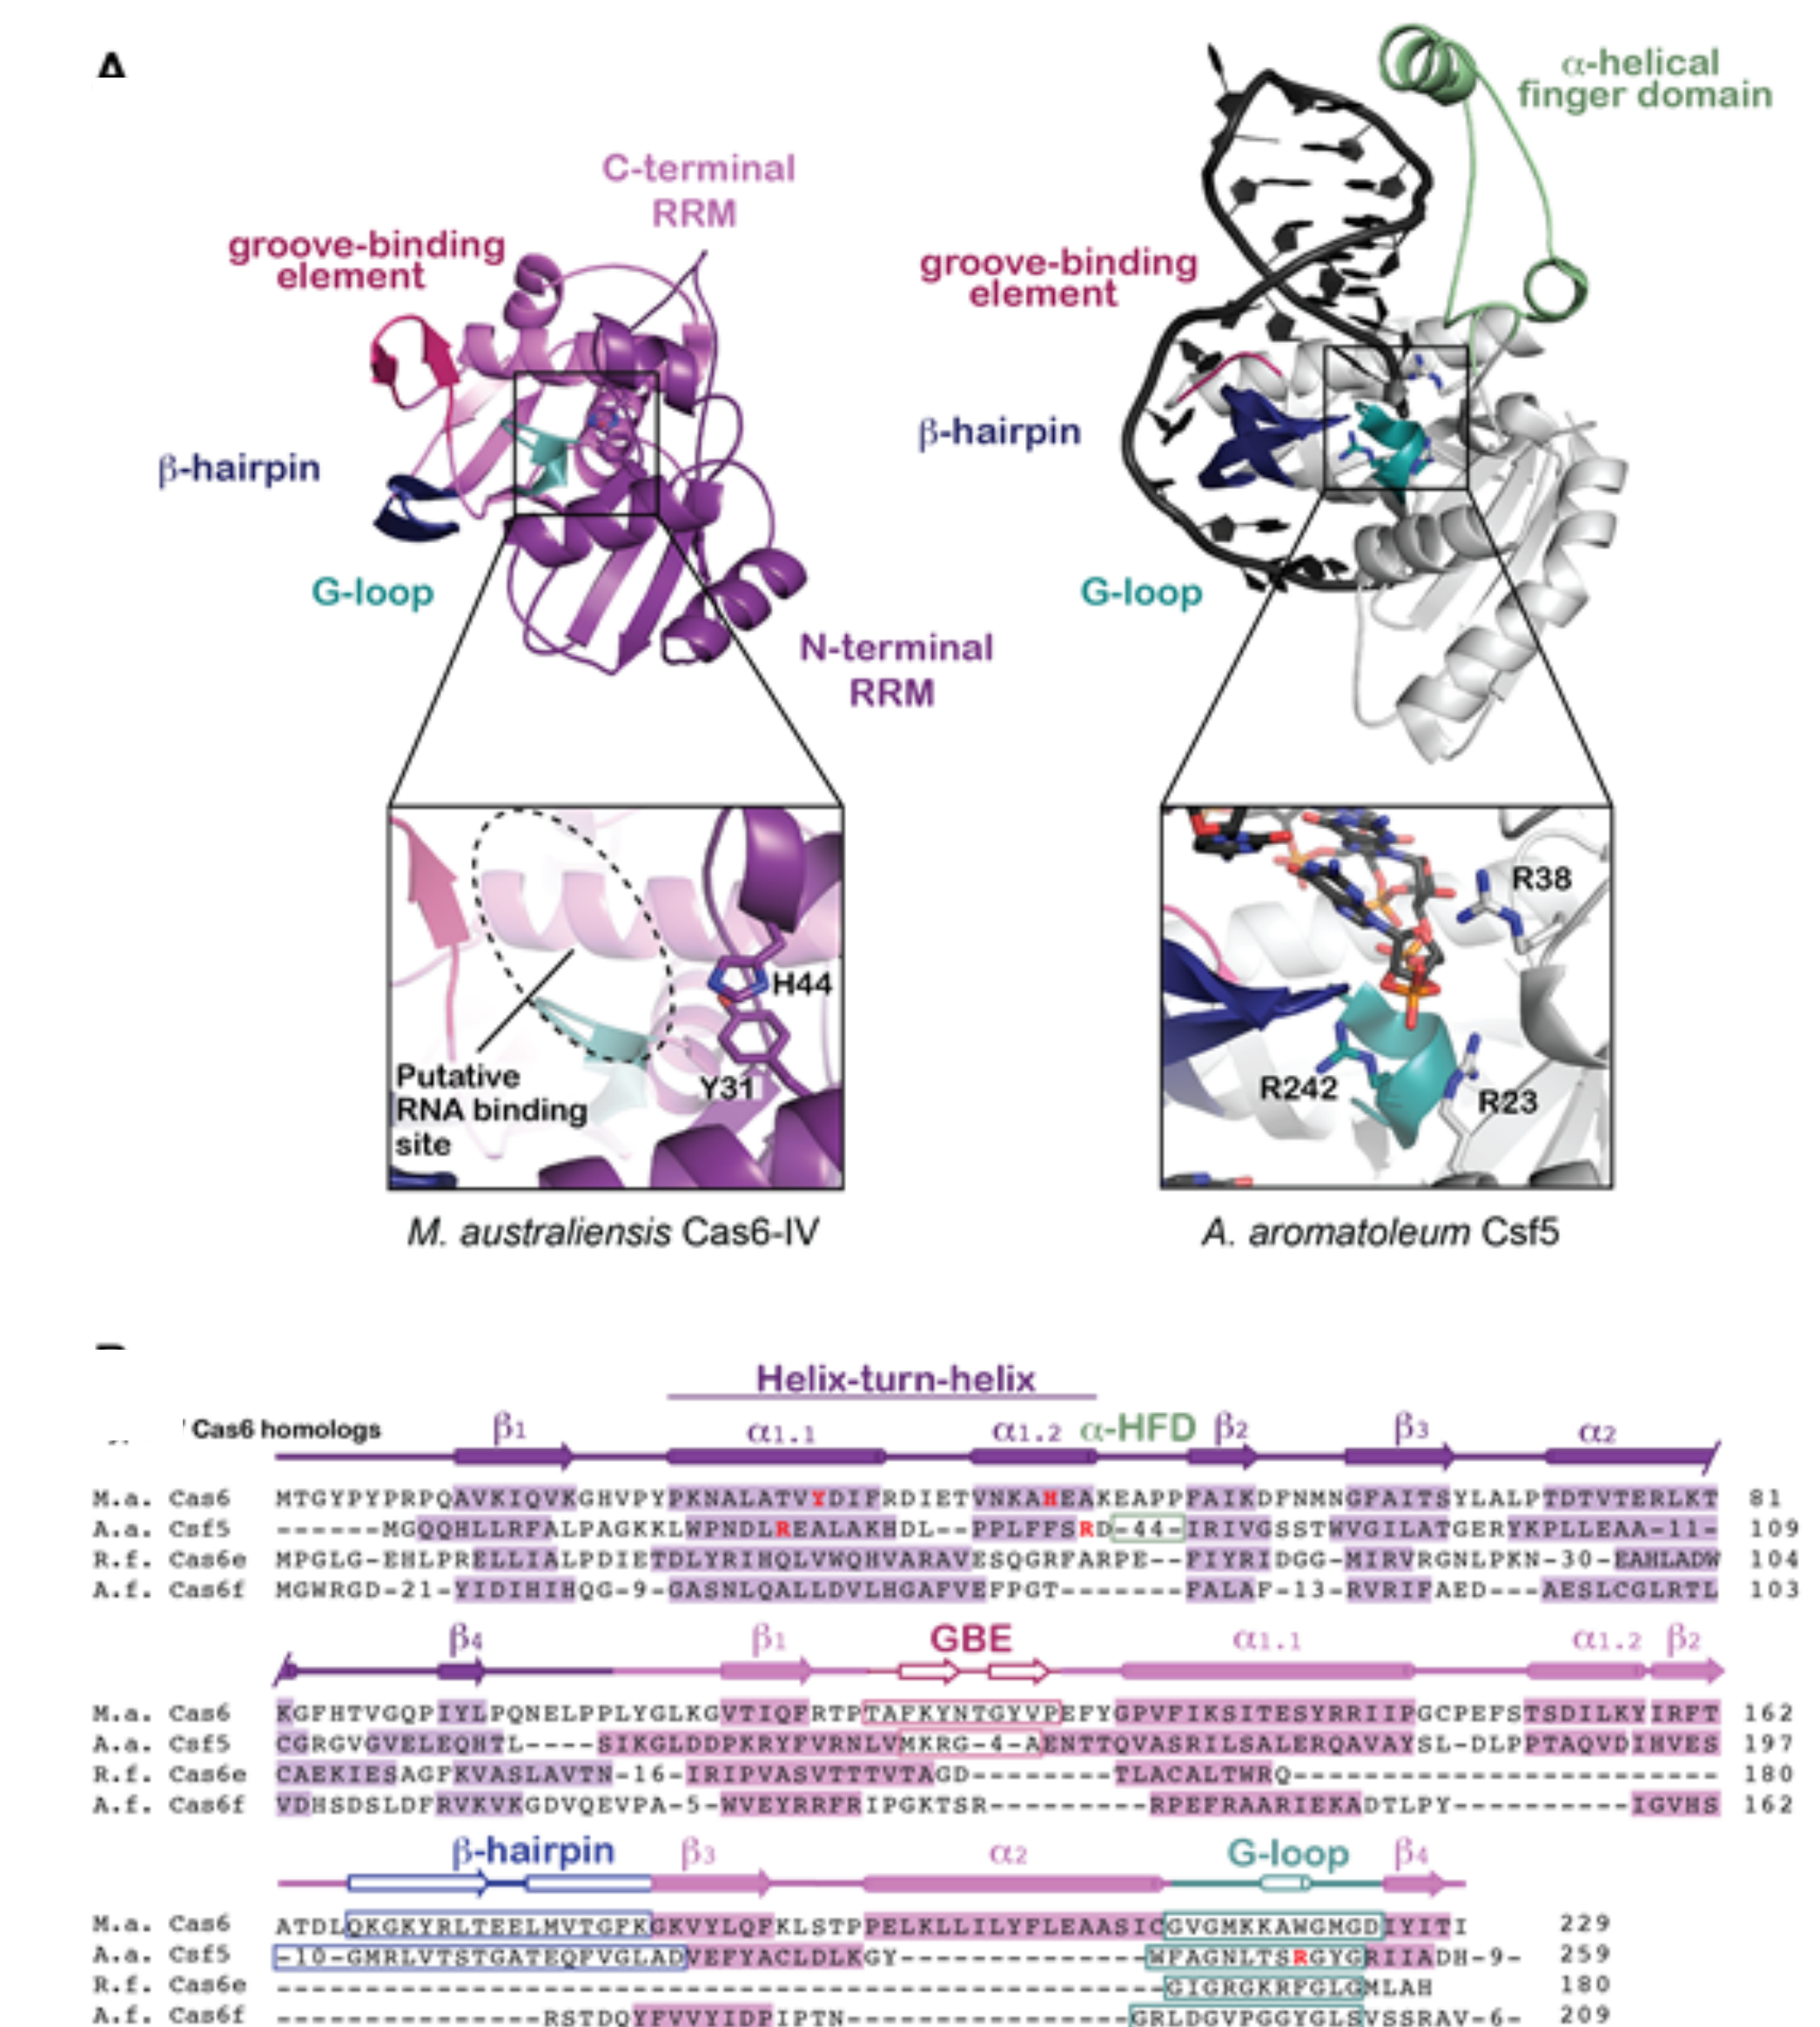 A
α-helical
finger domain
C-terminal
RRM
groove-binding
element
groove-binding
element
β-hairpin
β-hairpin
G-loop
G-loop
N-terminal
RRM
R38
H44
Putative
RNA binding
site
Y31
R242
R23
M. australiensis Cas6-IV
A. aromatoleum Csf5
Helix-turn-helix
Cas6 homologs
β1 α1.1 α1.2 α-HFD β2 β3 α2
M.a. Cas6 MTGYPYPRPQAVKIQVKGHVPYPKNALATVYDIFRDIETVNKAHEAKEAPPFAIKDFNMNGFAITSYLALPTDTVTERLKT 81
A.a. Csf5 ------MGQQHLLRFALPAGKKLWPNDLREALAKHDL--PPLFFSRD-44-IRIVGSSTWVGILATGERYKPLLEAA-11- 109
R.f. Cas6e MPGLG-EHLPRELLIALPDIETDLYRIHQLVWQHVARAVESQGRFARPE--FIYRIDGG-MIRVRGNLPKN-30-EAHLADW 104
A.f. Cas6f MGWRGD-21-YIDIHIHQG-9-GASNLQALLDVLHGAFVEFPGT-------FALAF-13-RVRIFAED---AESLCGLRTL 103
β4 β1 GBE α1.1 α1.2 β2
M.a. Cas6 KGFHTVGQPIYLPQNELPPLYGLKGVTIQFRTPTAFKYNTGYVPEFYGPVFIKSITESYRRIIPGCPEFSTSDILKYIRFT 162
A.a. Csf5 CGRGVGVELEQHTL----SIKGLDDPKRYFVRNLVMKRG-4-AENTTQVASRILSALERQAVAYSL-DLPPTAQVDIHVES 197
R.f. Cas6e CAEKIESAGFKVASLAVTN-16-IRIPVASVTTTVTAGD--------TLACALTWRQ------------------------ 180
A.f. Cas6f VDHSDSLDFRVKVKGDVQEVPA-5-WVEYRRFRIPGKTSR---------RPEFRAARIEKADTLPY----------IGVHS 162
β-hairpin β3 α2 G-loop β4
M.a. Cas6 ATDLQKGKYRLTEELMVTGFKGKVYLQFKLSTPPELKLLILYFLEAASICGVGMKKAWGMGDIYITI 229
A.a. Csf5 -10-GMRLVTSTGATEQFVGLADVEFYACLDLKGY--------------WFAGNLTSRGYGRIIADH-9- 259
R.f. Cas6e --------------------------------------------------GIGRGKRFGLGMLAH 180
A.f. Cas6f ---------------RSTDQYFVVYIDPIPTN----------------GRLDGVPGGYGLSVSSRAV-6- 209